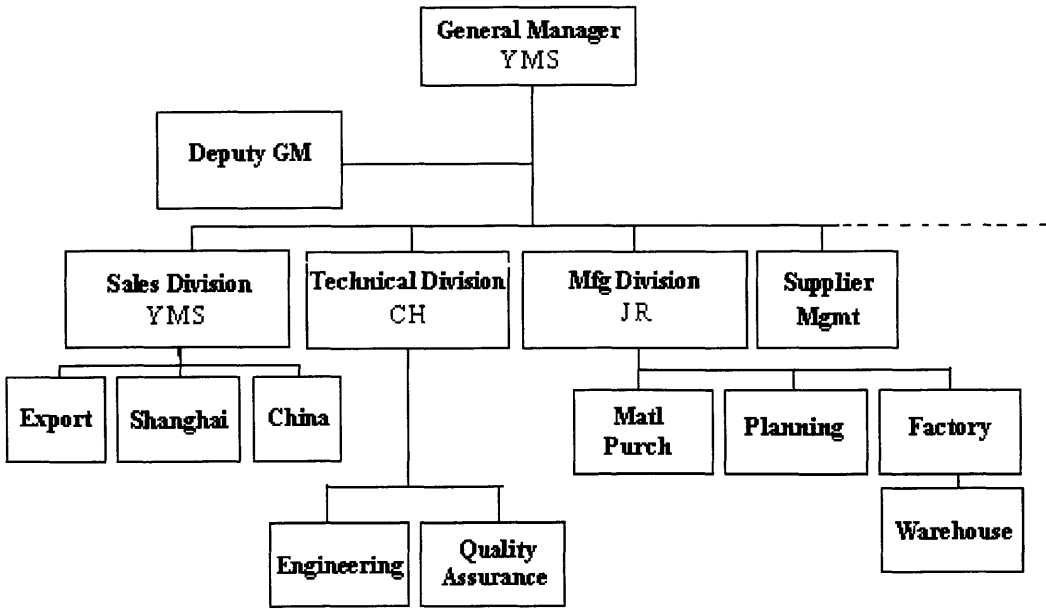 General Manager
YMS
Deputy GM
Sales Division
YMS
Technical Division
CH
Mfg Division
JR
Supplier
Mgmt
Export
Shanghai
China
Matl
Purch
Planning
Factory
Warehouse
Engineering
Quality
Assurance